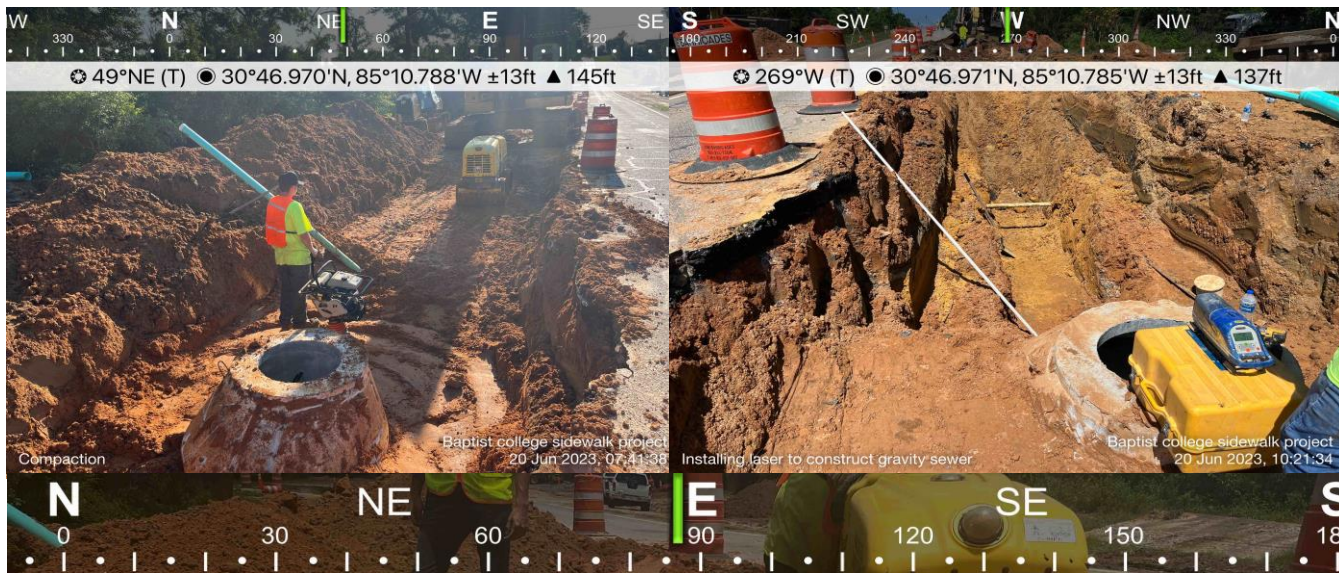 W N NE E SE
330 0 30 60 90 120
49°NE (T) 30°46.970'N, 85°10.788'W ±13ft ▲ 145ft
Compaction
Baptist college sidewalk project
20 Jun 2023, 07:41:38
S SW W NW N
180 210 240 270 300 330 0
269°W (T) 30°46.971'N, 85°10.785'W ±13ft ▲ 137ft
Installing laser to construct gravity sewer
Baptist college sidewalk project
20 Jun 2023, 10:21:34
N NE E SE S
0 30 60 90 120 150 18